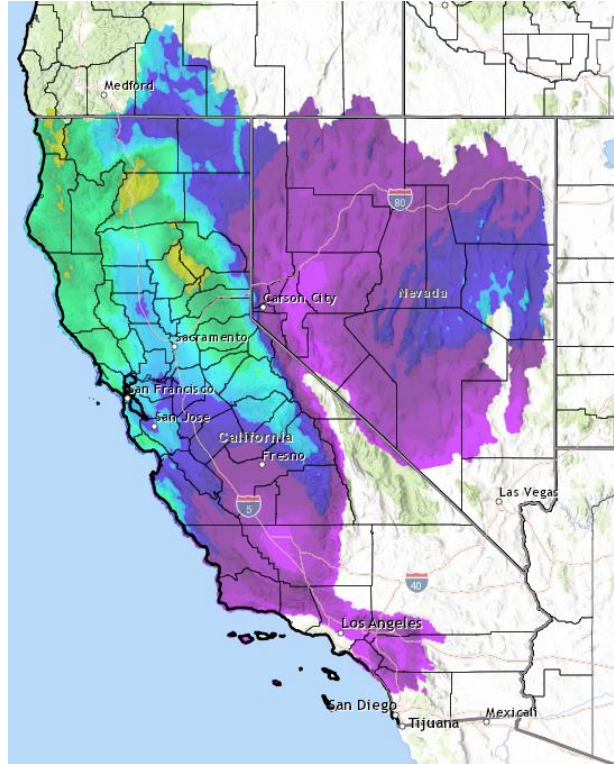 Medford
80
Nevada
Carson City
Sacramento
San Francisco
San Jose
California
Fresno
Las Vegas
5
40
Los Angeles
San Diego
Tijuana
Mexicali